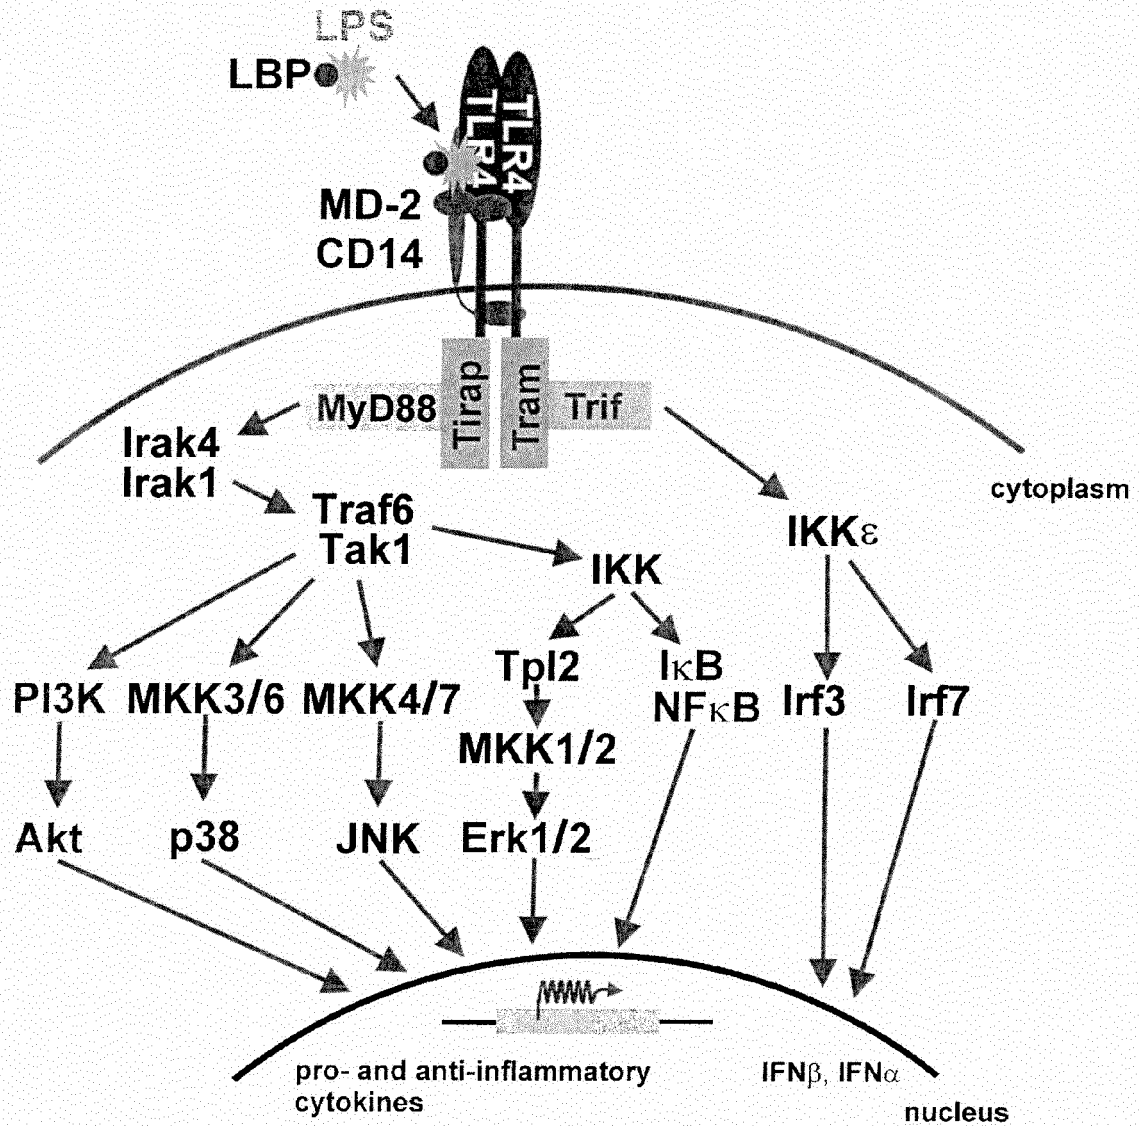 LPS
LBP
TLR4
TLR4
MD-2
CD14
Tirap
Tram
MyD88
Trif
Irak4
Irak1
cytoplasm
Traf6
Tak1
IKKε
IKK
Tpl2
IκB
NFκB
PI3K
MKK3/6
MKK4/7
Irf3
Irf7
MKK1/2
Akt
p38
JNK
Erk1/2
pro- and anti-inflammatory
cytokines
IFNβ, IFNα
nucleus